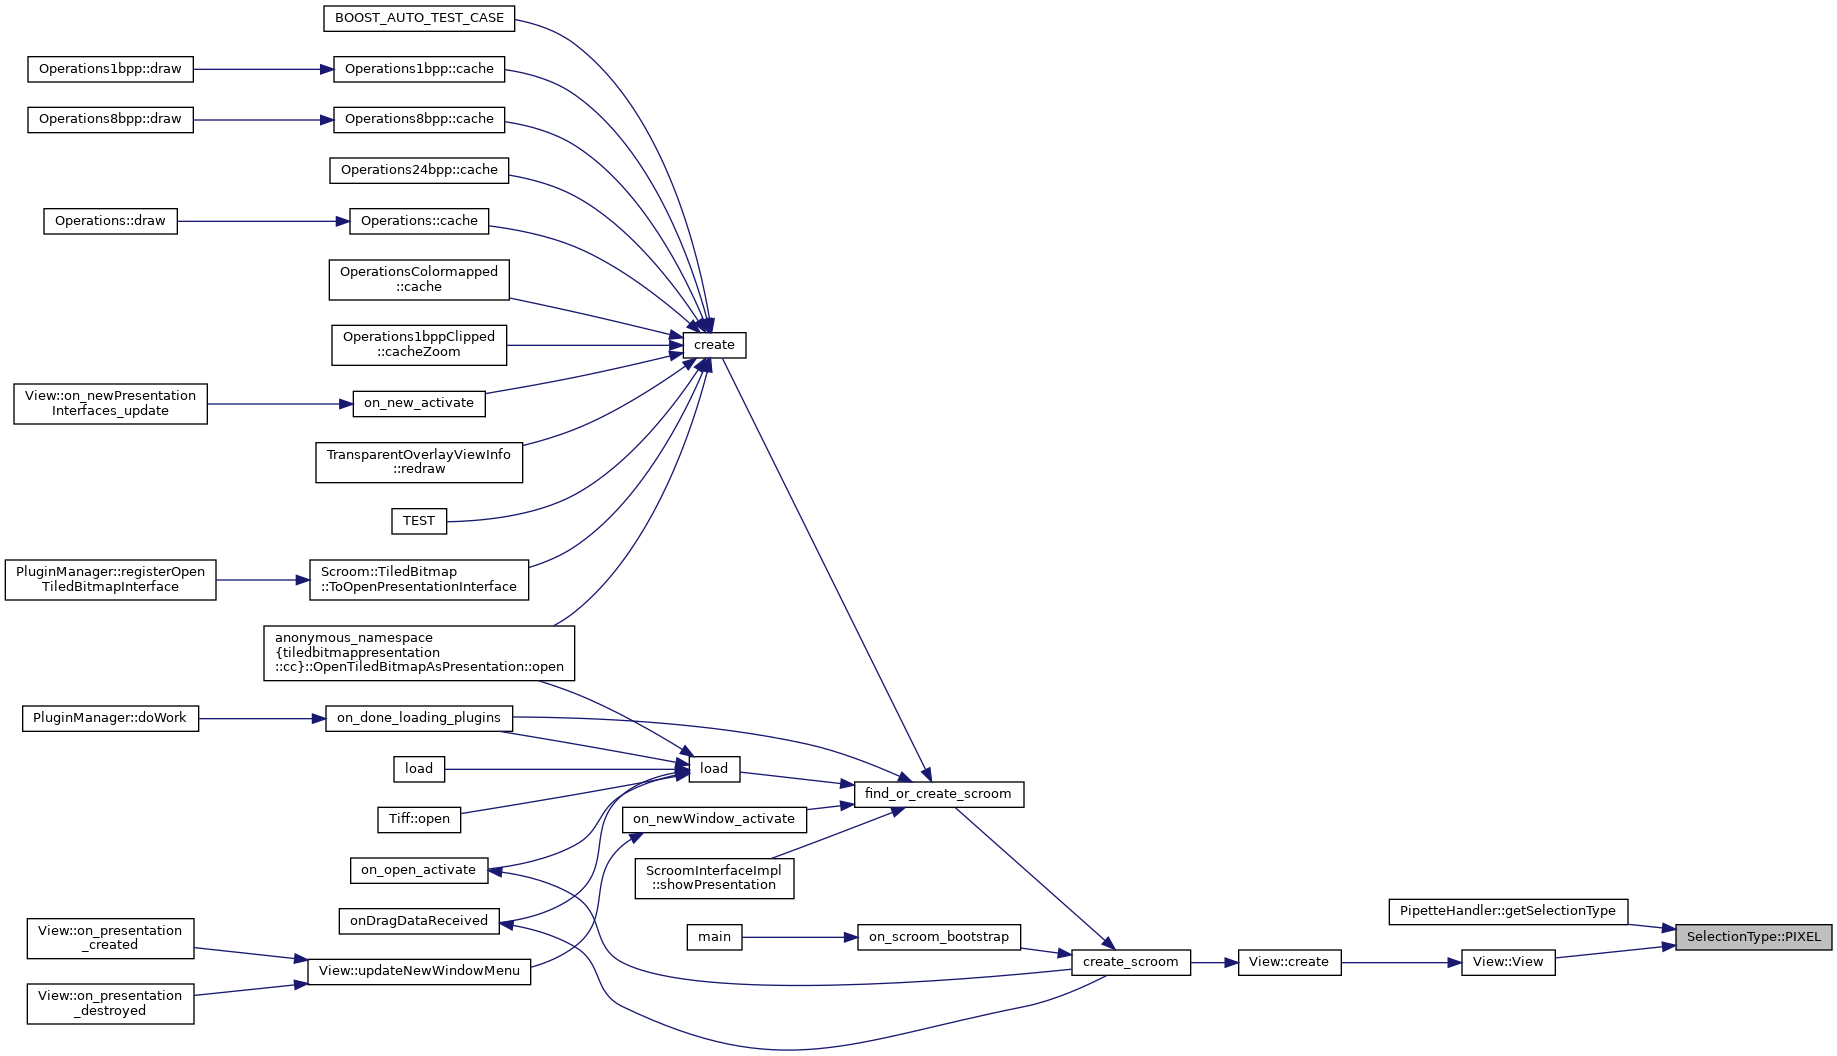 BOOST_AUTO_TEST_CASE
Operations1bpp::draw
Operations1bpp::cache
Operations8bpp::draw
Operations8bpp::cache
Operations24bpp::cache
Operations::draw
Operations::cache
OperationsColormapped
::cache
Operations1bppClipped
::cacheZoom
create
View::on_newPresentation
Interfaces_update
on_new_activate
TransparentOverlayViewInfo
::redraw
TEST
PluginManager::registerOpen
TiledBitmapInterface
Scroom::TiledBitmap
::ToOpenPresentationInterface
anonymous_namespace
{tiledbitmappresentation
::cc}::OpenTiledBitmapAsPresentation::open
PluginManager::doWork
on_done_loading_plugins
load
load
find_or_create_scroom
Tiff::open
on_newWindow_activate
on_open_activate
ScroomInterfaceImpl
::showPresentation
onDragDataReceived
PipetteHandler::getSelectionType
View::on_presentation
_created
main
on_scroom_bootstrap
SelectionType::PIXEL
View::updateNewWindowMenu
create_scroom
View::create
View::View
View::on_presentation
_destroyed